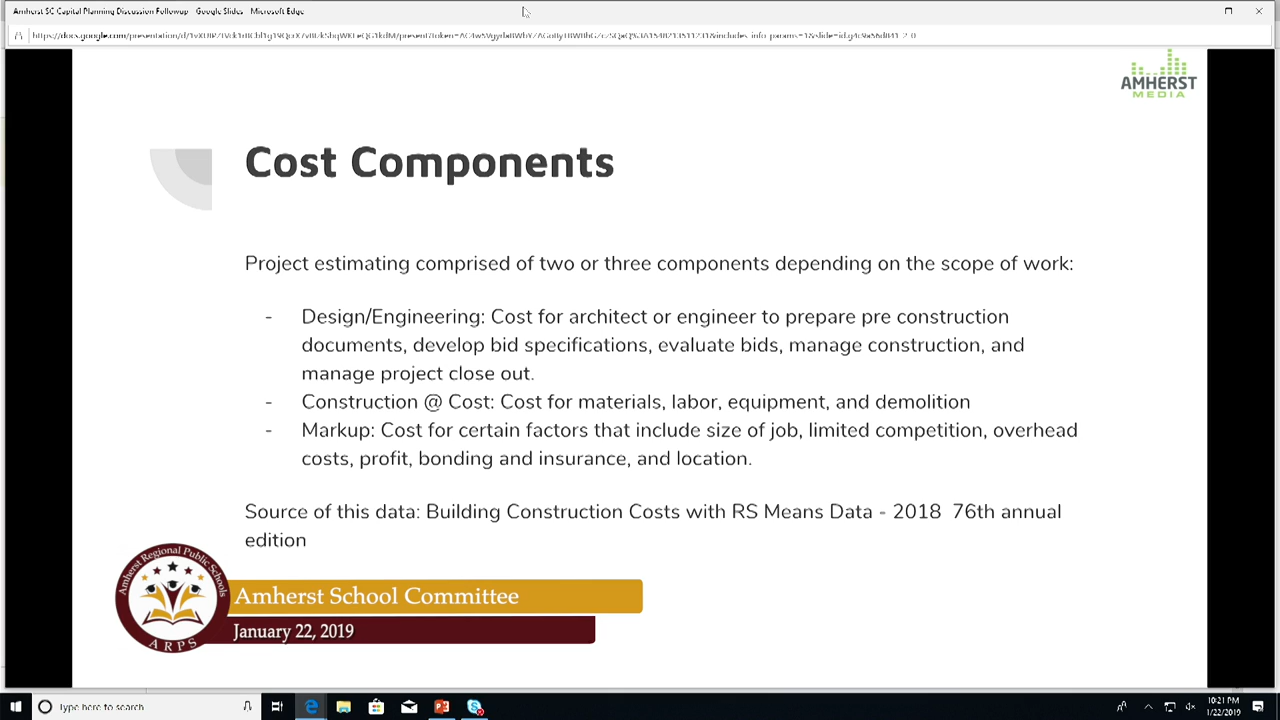 Amherst SC Capital Planning Discussion Followup - Google Slides - Microsoft Edge
AMHERST
MEDIA
Cost Components
Project estimating comprised of two or three components depending on the scope of work:
- Design/Engineering: Cost for architect or engineer to prepare pre construction
documents, develop bid specifications, evaluate bids, manage construction, and
manage project close out.
- Construction @ Cost: Cost for materials, labor, equipment, and demolition
- Markup: Cost for certain factors that include size of job, limited competition, overhead
costs, profit, bonding and insurance, and location.
Source of this data: Building Construction Costs with RS Means Data - 2018 76th annual
edition
Amherst Regional Public Schools
ARPS
Amherst School Committee
January 22, 2019
Type here to search
10:21 PM
1/22/2019